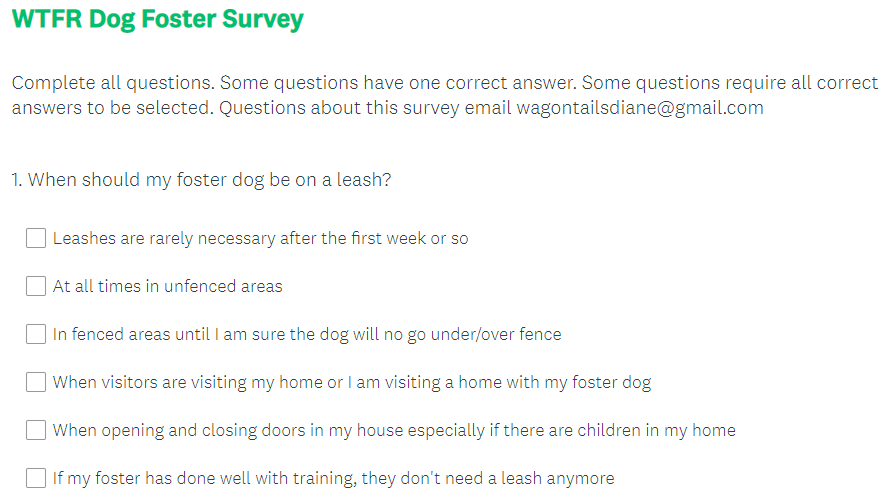 WTFR Dog Foster Survey
Complete all questions. Some questions have one correct answer. Some questions require all correct
answers to be selected. Questions about this survey email wagontailsdiane@gmail.com
1. When should my foster dog be on a leash?
Leashes are rarely necessary after the first week or so
At all times in unfenced areas
In fenced areas until I am sure the dog will no go under/over fence
When visitors are visiting my home or I am visiting a home with my foster dog
When opening and closing doors in my house especially if there are children in my home
If my foster has done well with training, they don't need a leash anymore